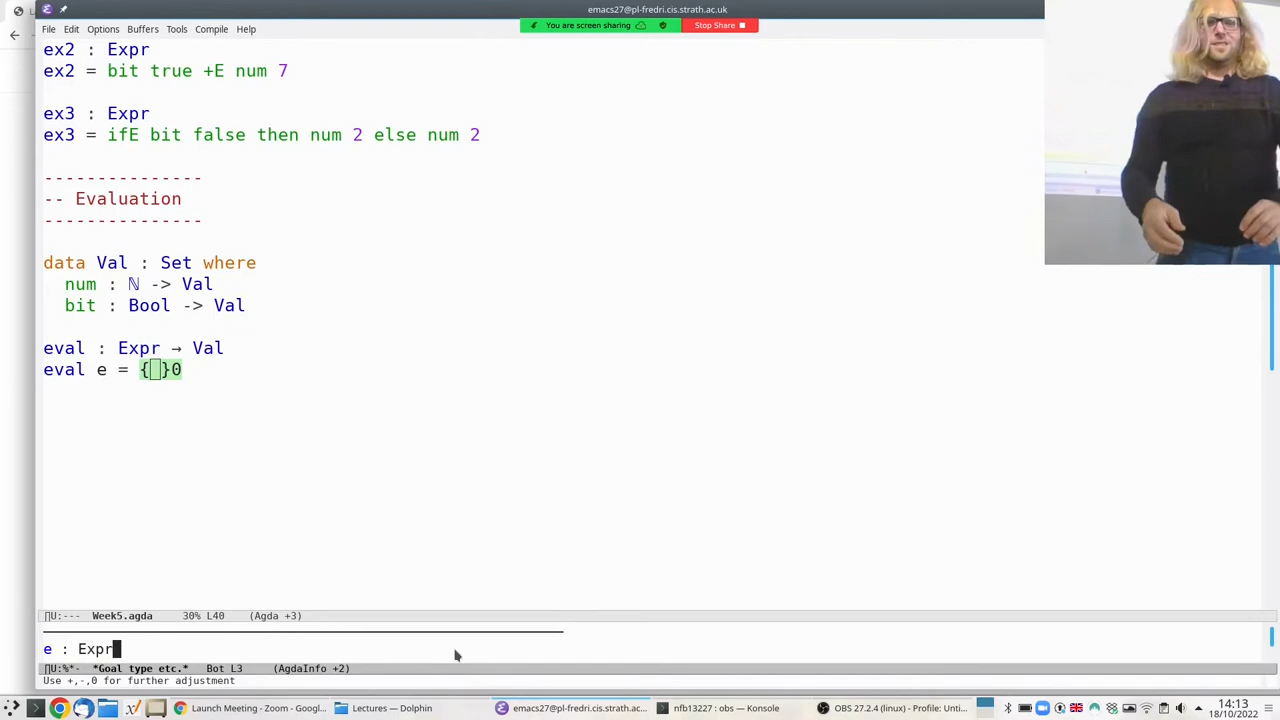 emacs27@pl-fredri.cis.strath.ac.uk
File Edit Options Buffers Tools Compile Help
You are screen sharing Stop Share
ex2 : Expr
ex2 = bit true +E num 7
ex3 : Expr
ex3 = ifE bit false then num 2 else num 2
--------------
-- Evaluation
--------------
data Val : Set where
num : ℕ -> Val
bit : Bool -> Val
eval : Expr → Val
eval e = { }0
∏U:--- Week5.agda 30% L40 (Agda +3)
e : Expr
∏U:%*- *Goal type etc.* Bot L3 (AgdaInfo +2)
Use +,-,0 for further adjustment
Launch Meeting - Zoom - Googl... Lectures — Dolphin emacs27@pl-fredri.cis.strath.ac... nfb13227 : obs — Konsole OBS 27.2.4 (linux) - Profile: Unti... 14:13
18/10/2022